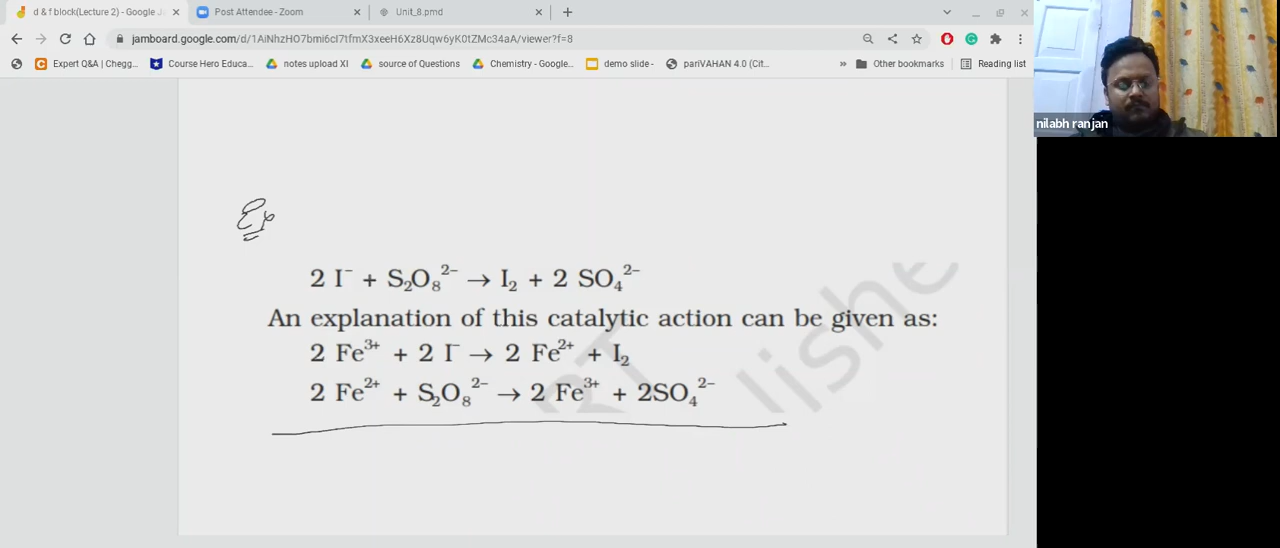 d & f block(Lecture 2) - Google J
Post Attendee - Zoom
Unit_8.pmd
jamboard.google.com/d/1AiNhzHO7bmi6cI7tfmX3xeeH6Xz8Uqw6yK0tZMc34aA/viewer?f=8
Expert Q&A | Chegg...
Course Hero Educa...
notes upload XI
source of Questions
Chemistry - Google...
demo slide -
pariVAHAN 4.0 (Cit...
»
Other bookmarks
Reading list
nilabh ranjan
2 I⁻ + S₂O₈²⁻ → I₂ + 2 SO₄²⁻
An explanation of this catalytic action can be given as:
2 Fe³⁺ + 2 I⁻ → 2 Fe²⁺ + I₂
2 Fe²⁺ + S₂O₈²⁻ → 2 Fe³⁺ + 2SO₄²⁻